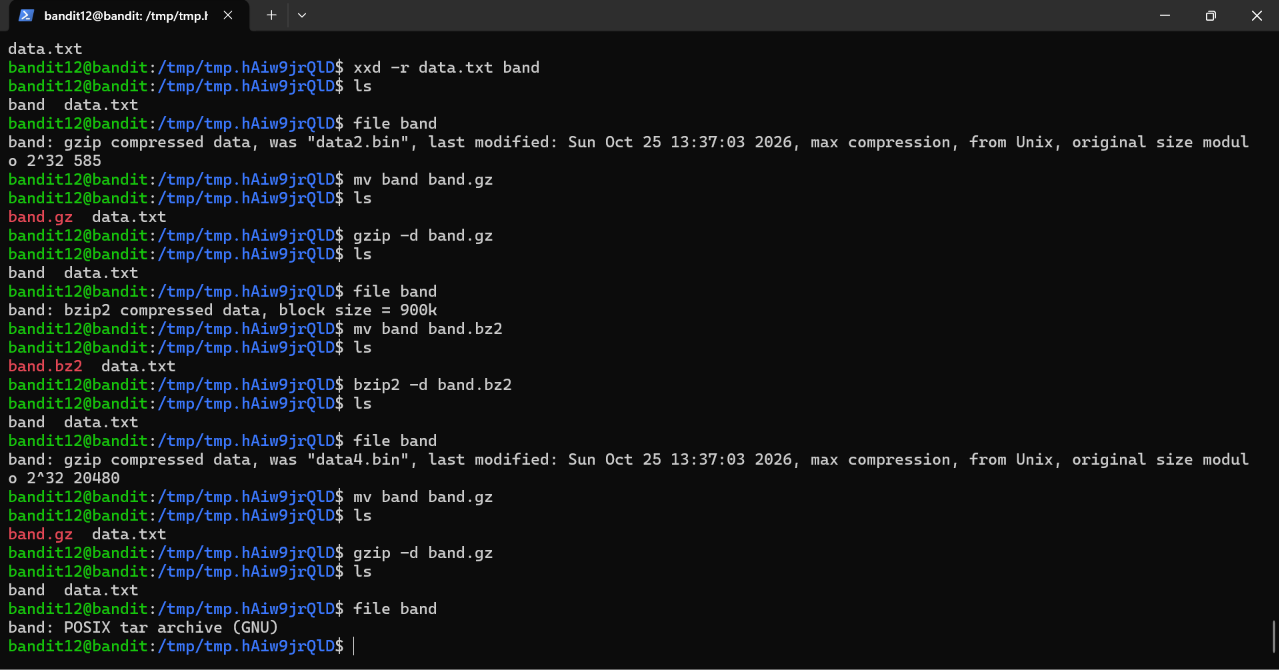 bandit12@bandit: /tmp/tmp.h
data.txt
bandit12@bandit:/tmp/tmp.hAiw9jrQlD$ xxd -r data.txt band
bandit12@bandit:/tmp/tmp.hAiw9jrQlD$ ls
band  data.txt
bandit12@bandit:/tmp/tmp.hAiw9jrQlD$ file band
band: gzip compressed data, was "data2.bin", last modified: Sun Oct 25 13:37:03 2026, max compression, from Unix, original size modul
o 2^32 585
bandit12@bandit:/tmp/tmp.hAiw9jrQlD$ mv band band.gz
bandit12@bandit:/tmp/tmp.hAiw9jrQlD$ ls
band.gz  data.txt
bandit12@bandit:/tmp/tmp.hAiw9jrQlD$ gzip -d band.gz
bandit12@bandit:/tmp/tmp.hAiw9jrQlD$ ls
band  data.txt
bandit12@bandit:/tmp/tmp.hAiw9jrQlD$ file band
band: bzip2 compressed data, block size = 900k
bandit12@bandit:/tmp/tmp.hAiw9jrQlD$ mv band band.bz2
bandit12@bandit:/tmp/tmp.hAiw9jrQlD$ ls
band.bz2  data.txt
bandit12@bandit:/tmp/tmp.hAiw9jrQlD$ bzip2 -d band.bz2
bandit12@bandit:/tmp/tmp.hAiw9jrQlD$ ls
band  data.txt
bandit12@bandit:/tmp/tmp.hAiw9jrQlD$ file band
band: gzip compressed data, was "data4.bin", last modified: Sun Oct 25 13:37:03 2026, max compression, from Unix, original size modul
o 2^32 20480
bandit12@bandit:/tmp/tmp.hAiw9jrQlD$ mv band band.gz
bandit12@bandit:/tmp/tmp.hAiw9jrQlD$ ls
band.gz  data.txt
bandit12@bandit:/tmp/tmp.hAiw9jrQlD$ gzip -d band.gz
bandit12@bandit:/tmp/tmp.hAiw9jrQlD$ ls
band  data.txt
bandit12@bandit:/tmp/tmp.hAiw9jrQlD$ file band
band: POSIX tar archive (GNU)
bandit12@bandit:/tmp/tmp.hAiw9jrQlD$